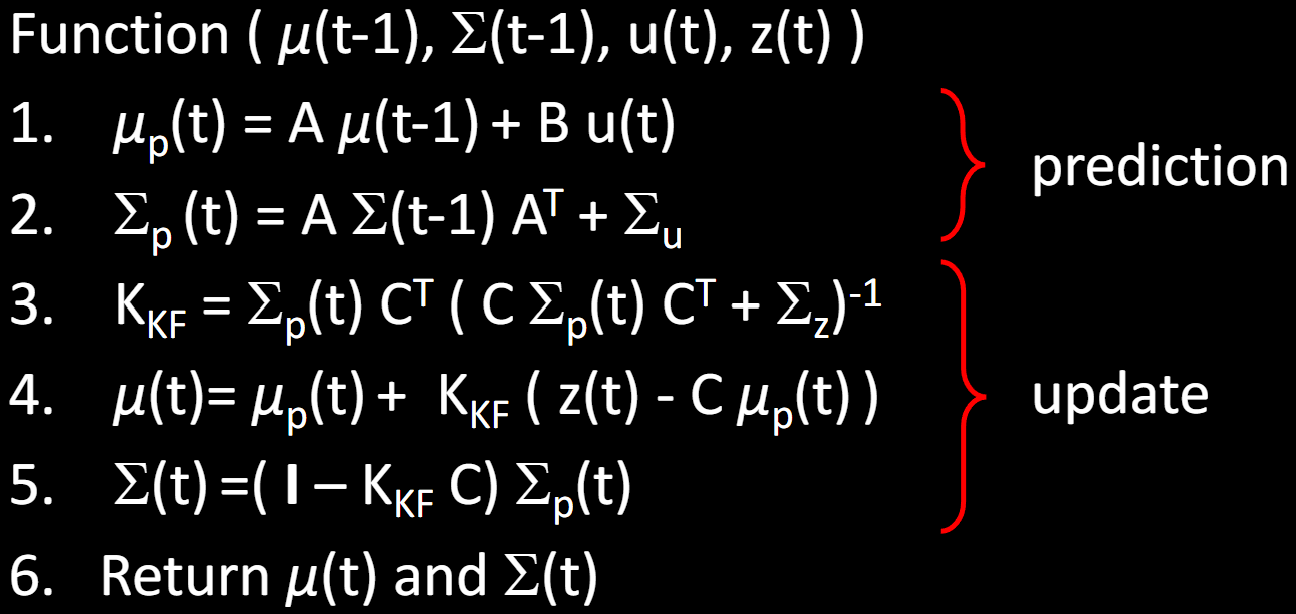 Function ( μ(t-1), Σ(t-1), u(t), z(t) )
1. μp(t) = A μ(t-1) + B u(t)
2. Σp (t) = A Σ(t-1) Aᵀ + Σu
prediction
3. KKF = Σp(t) Cᵀ ( C Σp(t) Cᵀ + Σz)⁻¹
4. μ(t)= μp(t) + KKF ( z(t) - C μp(t) )
5. Σ(t) =( I – KKF C) Σp(t)
update
6. Return μ(t) and Σ(t)